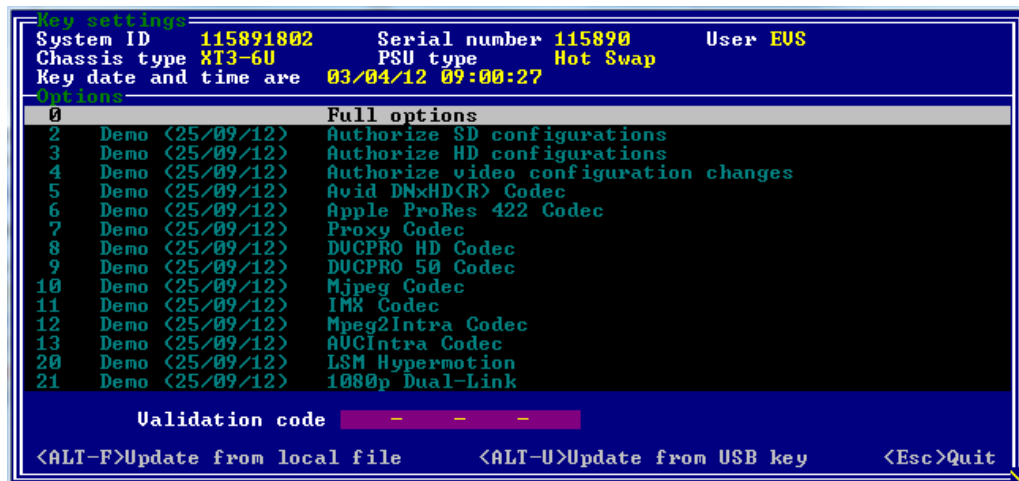 Key settings
System ID 115891802 Serial number 115890 User EVS
Chassis type XT3-6U PSU type Hot Swap
Key date and time are 03/04/12 09:00:27
Options
0 Full options
2 Demo (25/09/12) Authorize SD configurations
3 Demo (25/09/12) Authorize HD configurations
4 Demo (25/09/12) Authorize video configuration changes
5 Demo (25/09/12) Avid DNxHD(R) Codec
6 Demo (25/09/12) Apple ProRes 422 Codec
7 Demo (25/09/12) Proxy Codec
8 Demo (25/09/12) DVCPRO HD Codec
9 Demo (25/09/12) DVCPRO 50 Codec
10 Demo (25/09/12) Mjpeg Codec
11 Demo (25/09/12) IMX Codec
12 Demo (25/09/12) Mpeg2Intra Codec
13 Demo (25/09/12) AVCIntra Codec
20 Demo (25/09/12) LSM Hypermotion
21 Demo (25/09/12) 1080p Dual-Link
Validation code - - -
<ALT-F>Update from local file <ALT-U>Update from USB key <Esc>Quit